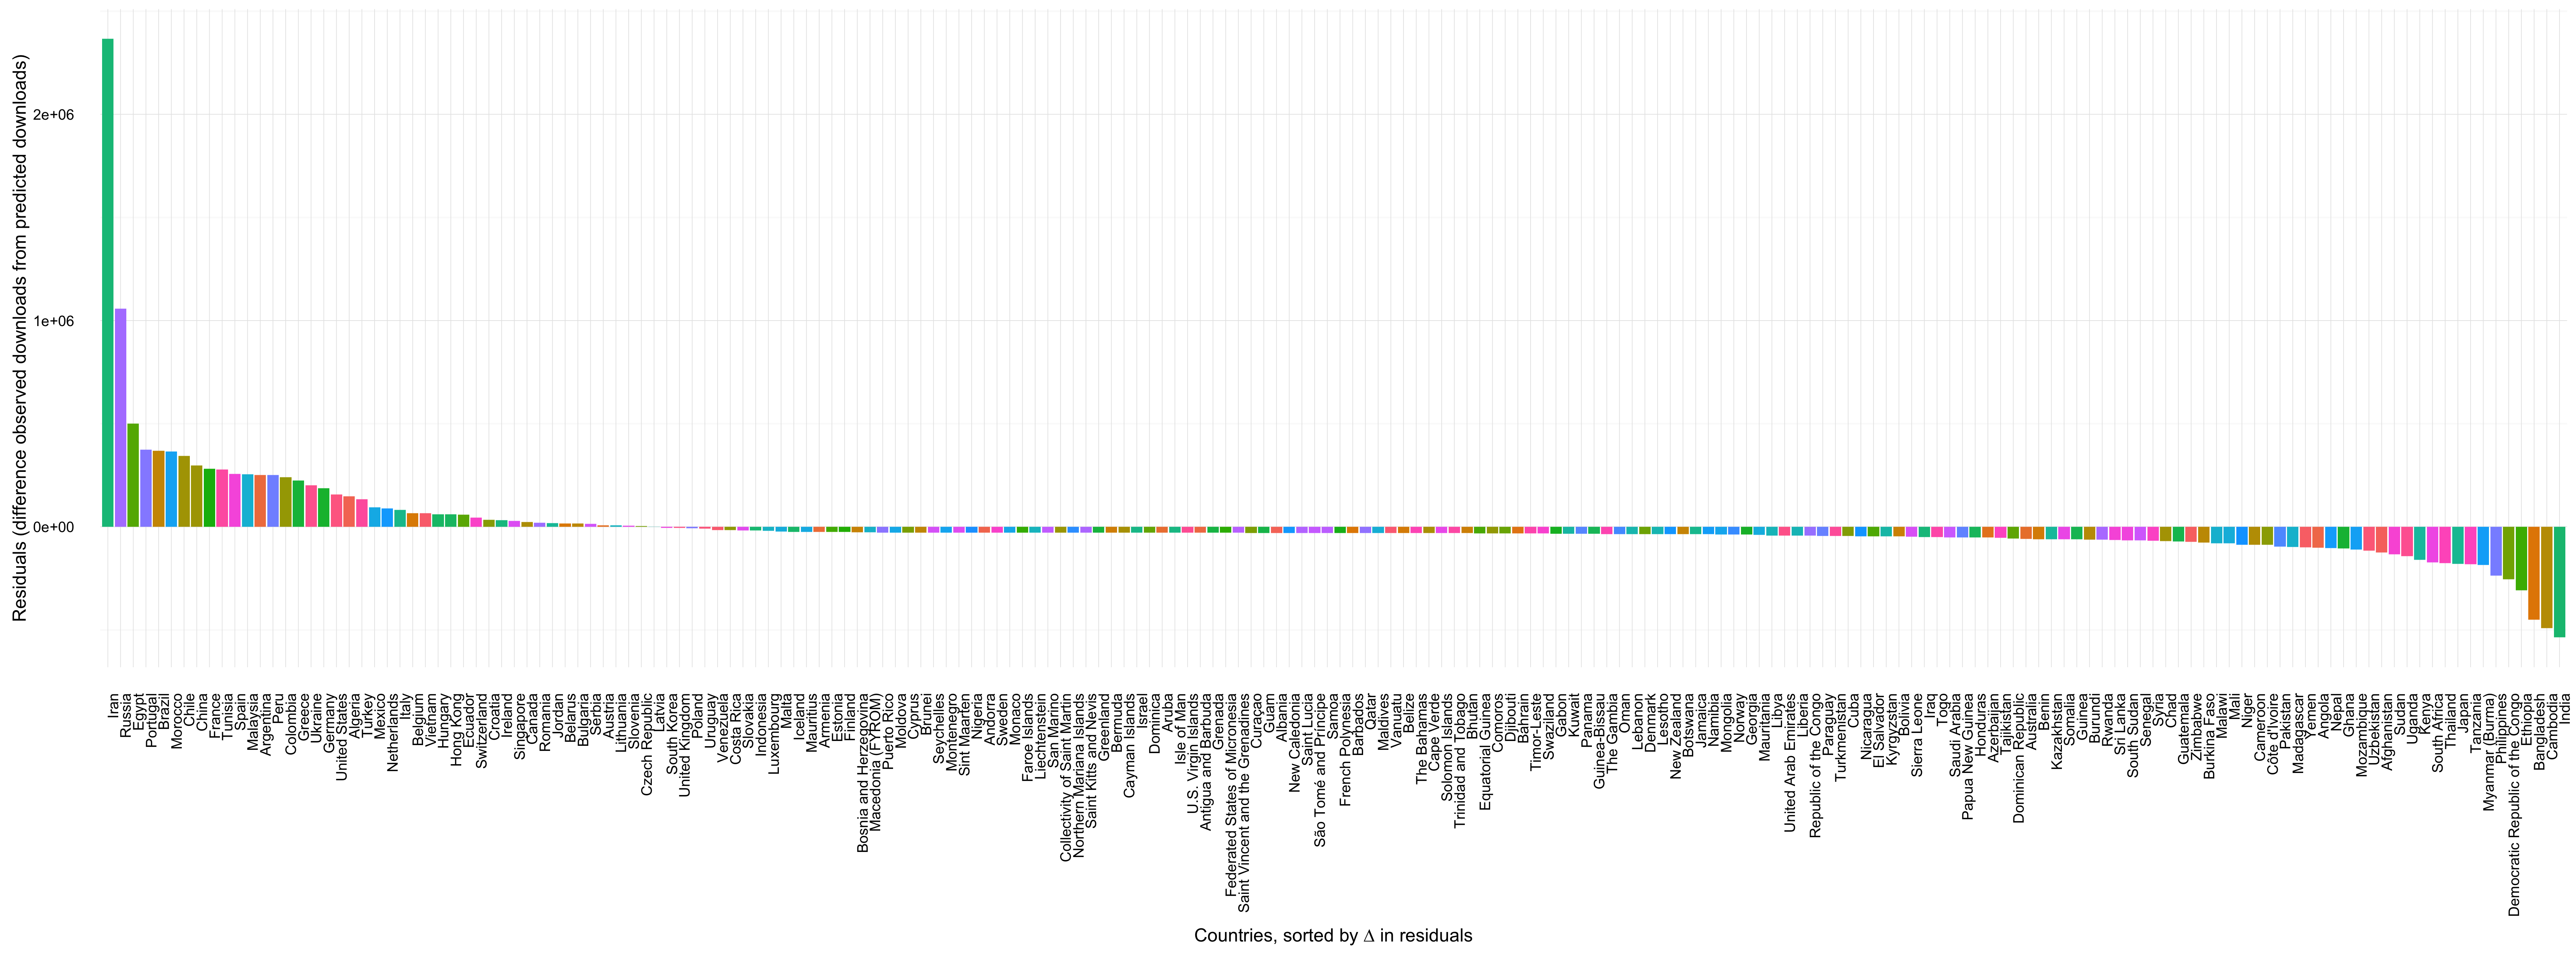 Residuals (difference observed downloads from predicted downloads)
2e+06
1e+06
0e+00
Iran
Russia
Egypt
Portugal
Brazil
Morocco
Chile
China
France
Tunisia
Spain
Malaysia
Argentina
Peru
Colombia
Greece
Ukraine
Germany
United States
Algeria
Turkey
Mexico
Netherlands
Italy
Belgium
Vietnam
Hungary
Hong Kong
Ecuador
Switzerland
Croatia
Ireland
Singapore
Canada
Romania
Jordan
Belarus
Bulgaria
Serbia
Austria
Lithuania
Slovenia
Czech Republic
Latvia
South Korea
United Kingdom
Poland
Uruguay
Venezuela
Costa Rica
Slovakia
Indonesia
Luxembourg
Malta
Iceland
Mauritius
Armenia
Estonia
Finland
Bosnia and Herzegovina
Macedonia (FYROM)
Puerto Rico
Moldova
Cyprus
Brunei
Seychelles
Montenegro
Sint Maarten
Nigeria
Andorra
Sweden
Monaco
Faroe Islands
Liechtenstein
San Marino
Collectivity of Saint Martin
Northern Mariana Islands
Saint Kitts and Nevis
Greenland
Bermuda
Cayman Islands
Israel
Dominica
Aruba
Isle of Man
U.S. Virgin Islands
Antigua and Barbuda
Grenada
Federated States of Micronesia
Saint Vincent and the Grenadines
Curaçao
Guam
Albania
New Caledonia
Saint Lucia
São Tomé and Príncipe
Samoa
French Polynesia
Barbados
Qatar
Maldives
Vanuatu
Belize
The Bahamas
Cape Verde
Solomon Islands
Trinidad and Tobago
Bhutan
Equatorial Guinea
Comoros
Djibouti
Bahrain
Timor-Leste
Swaziland
Gabon
Kuwait
Panama
Guinea-Bissau
The Gambia
Oman
Lebanon
Denmark
Lesotho
New Zealand
Botswana
Jamaica
Namibia
Mongolia
Norway
Georgia
Mauritania
Libya
United Arab Emirates
Liberia
Republic of the Congo
Paraguay
Turkmenistan
Cuba
Nicaragua
El Salvador
Kyrgyzstan
Bolivia
Sierra Leone
Iraq
Togo
Saudi Arabia
Papua New Guinea
Honduras
Azerbaijan
Tajikistan
Dominican Republic
Australia
Benin
Kazakhstan
Somalia
Guinea
Burundi
Rwanda
Sri Lanka
South Sudan
Senegal
Syria
Chad
Guatemala
Zimbabwe
Burkina Faso
Malawi
Mali
Niger
Cameroon
Côte d'Ivoire
Pakistan
Madagascar
Yemen
Angola
Nepal
Ghana
Mozambique
Uzbekistan
Afghanistan
Sudan
Uganda
Kenya
South Africa
Thailand
Japan
Tanzania
Myanmar (Burma)
Philippines
Democratic Republic of the Congo
Ethiopia
Bangladesh
Cambodia
India
Countries, sorted by Δ in residuals